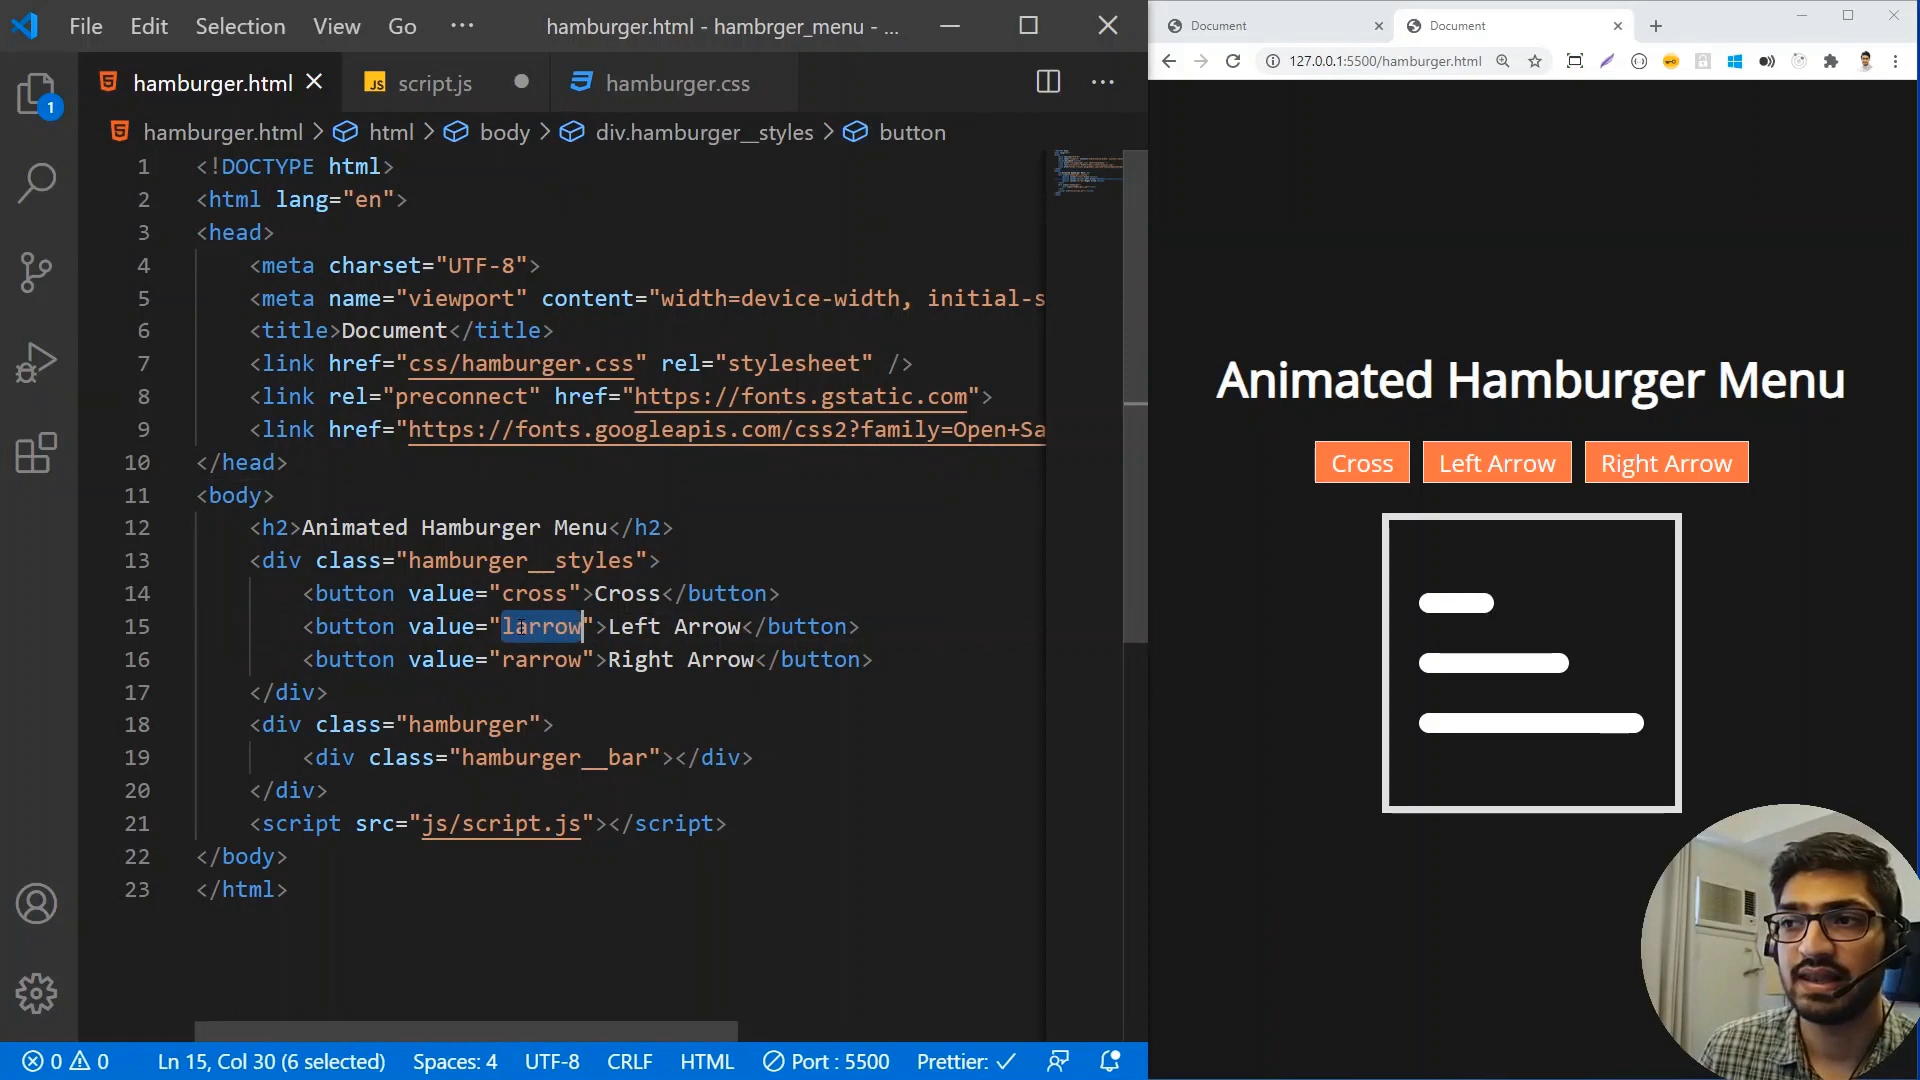 File Edit Selection View Go ··· hamburger.html - hambrger_menu - ...
hamburger.html JS script.js hamburger.css
hamburger.html > html > body > div.hamburger__styles > button
1
1 <!DOCTYPE html>
2 <html lang="en">
3 <head>
4 <meta charset="UTF-8">
5 <meta name="viewport" content="width=device-width, initial-s
6 <title>Document</title>
7 <link href="css/hamburger.css" rel="stylesheet" />
8 <link rel="preconnect" href="https://fonts.gstatic.com">
9 <link href="https://fonts.googleapis.com/css2?family=Open+Sa
10 </head>
11 <body>
12 <h2>Animated Hamburger Menu</h2>
13 <div class="hamburger__styles">
14 <button value="cross">Cross</button>
15 <button value="larrow">Left Arrow</button>
16 <button value="rarrow">Right Arrow</button>
17 </div>
18 <div class="hamburger">
19 <div class="hamburger__bar"></div>
20 </div>
21 <script src="js/script.js"></script>
22 </body>
23 </html>
0 0 Ln 15, Col 30 (6 selected) Spaces: 4 UTF-8 CRLF HTML Port : 5500 Prettier: ✓
Document Document
127.0.0.1:5500/hamburger.html
Animated Hamburger Menu
Cross Left Arrow Right Arrow